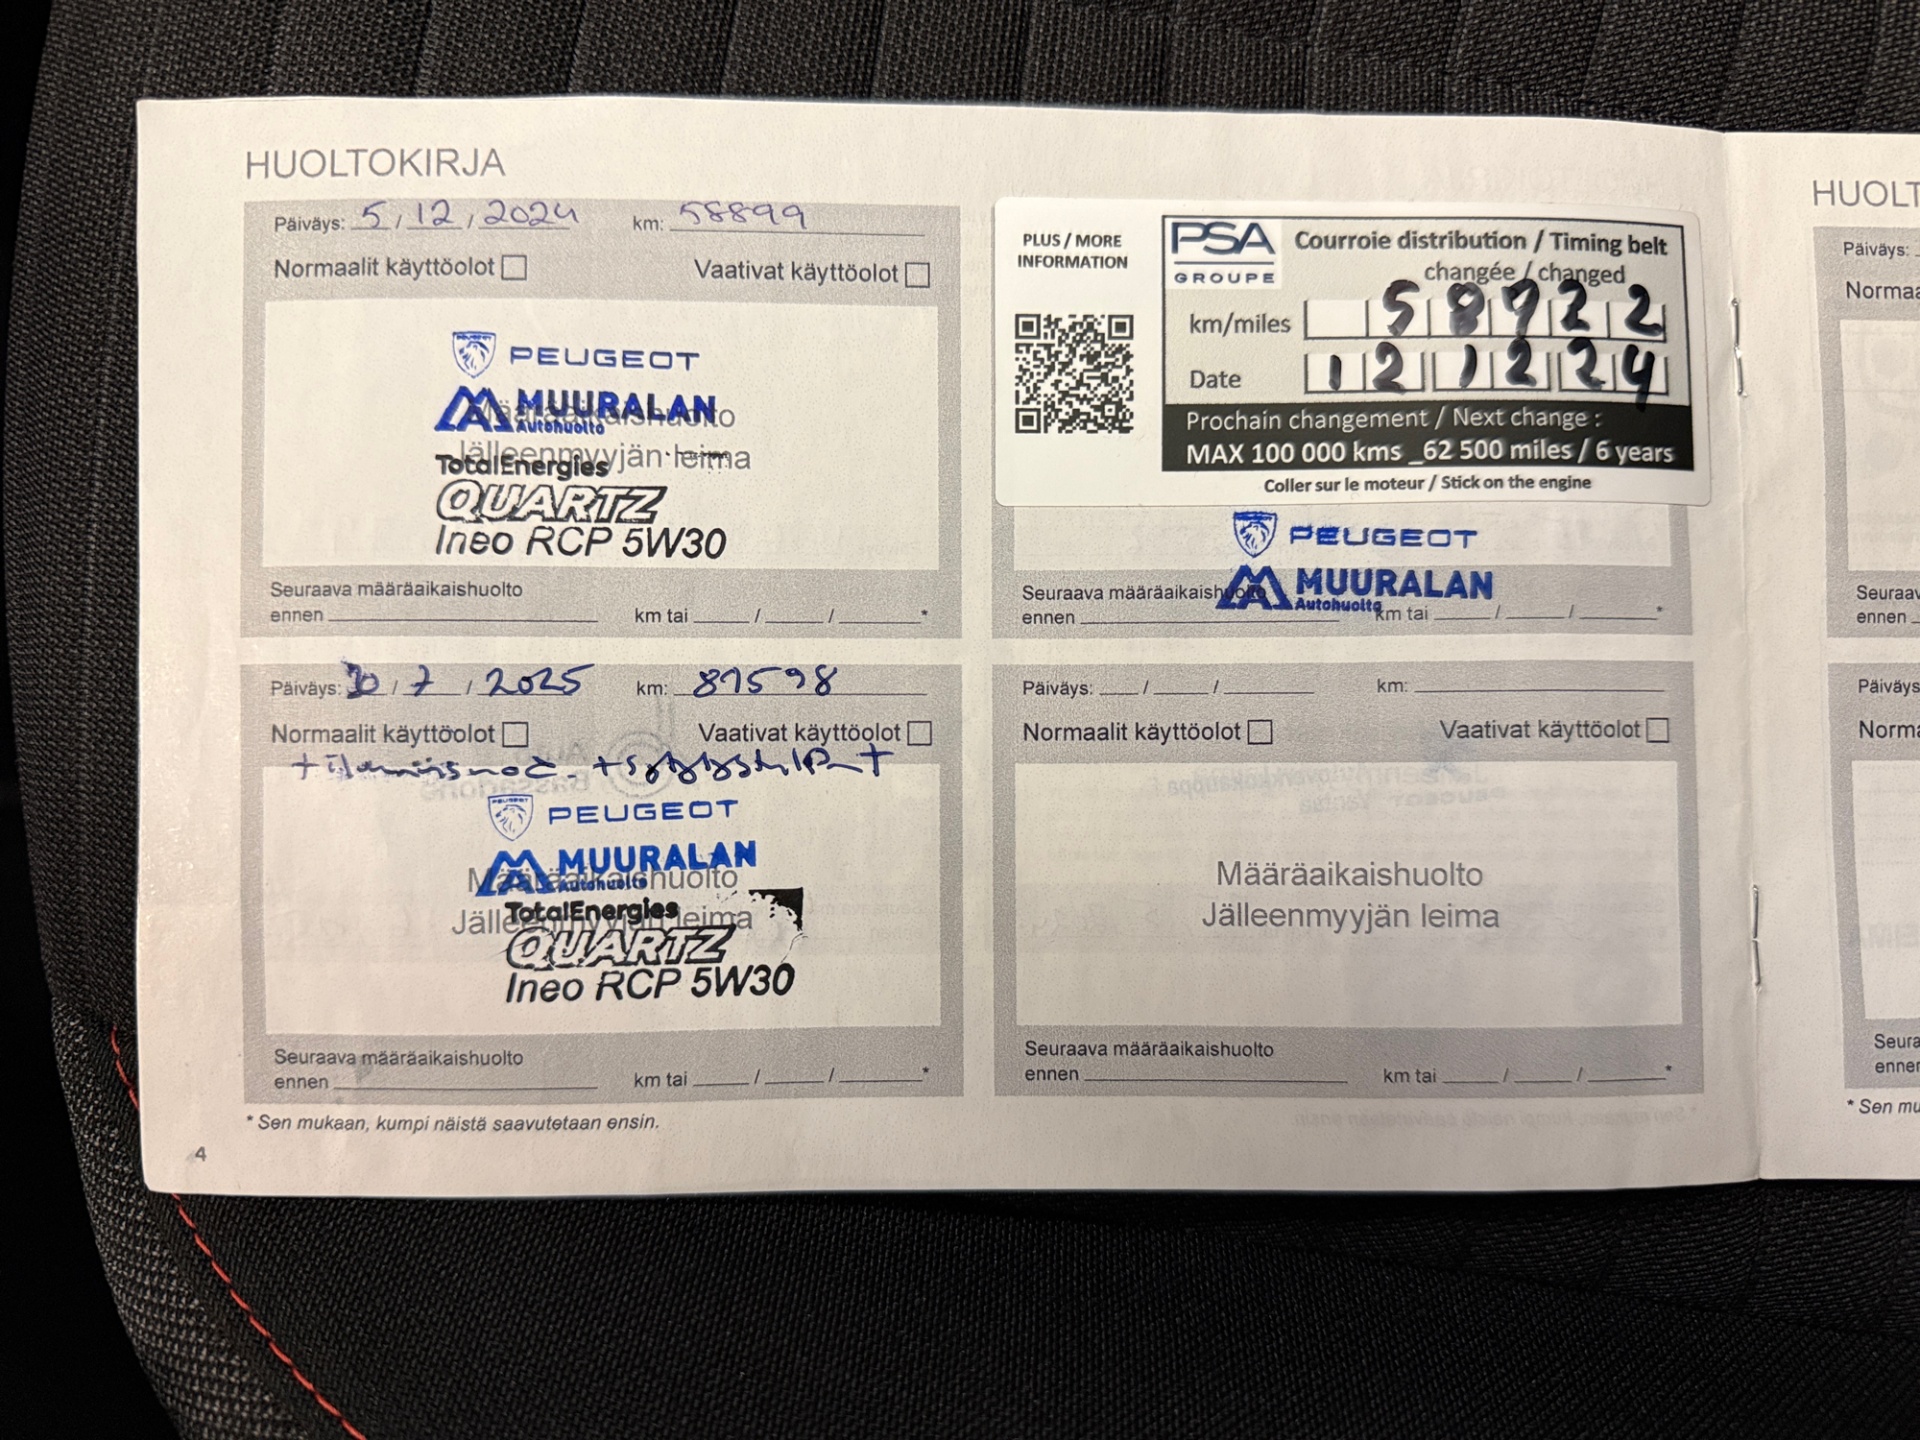 HUOLTOKIRJA
Päiväys: 5 / 12 / 2024 km: 58899
Normaalit käyttöolot Vaativat käyttöolot
PEUGEOT
MUURALAN
Autohuolto
Määräaikaishuolto
Jälleenmyyjän leima
TotalEnergies
QUARTZ
Ineo RCP 5W30
Seuraava määräaikaishuolto
ennen km tai / / *
PLUS / MORE
INFORMATION
PSA
GROUPE
Courroie distribution / Timing belt
changée / changed
km/miles 58922
Date 12 12 24
Prochain changement / Next change :
MAX 100 000 kms _62 500 miles / 6 years
Coller sur le moteur / Stick on the engine
PEUGEOT
MUURALAN
Autohuolto
Seuraava määräaikaishuolto
ennen km tai / / *
Päiväys: 30 / 7 / 2025 km: 81598
Normaalit käyttöolot Vaativat käyttöolot
PEUGEOT
MUURALAN
Autohuolto
Määräaikaishuolto
Jälleenmyyjän leima
TotalEnergies
QUARTZ
Ineo RCP 5W30
Seuraava määräaikaishuolto
ennen km tai / / *
Päiväys: / / km:
Normaalit käyttöolot Vaativat käyttöolot
Määräaikaishuolto
Jälleenmyyjän leima
Seuraava määräaikaishuolto
ennen km tai / / *
* Sen mukaan, kumpi näistä saavutetaan ensin.
4
HUOLT
Päiväys:
Norma
Seurav
ennen
Päiväys
Norma
Seura
enner
* Sen mu